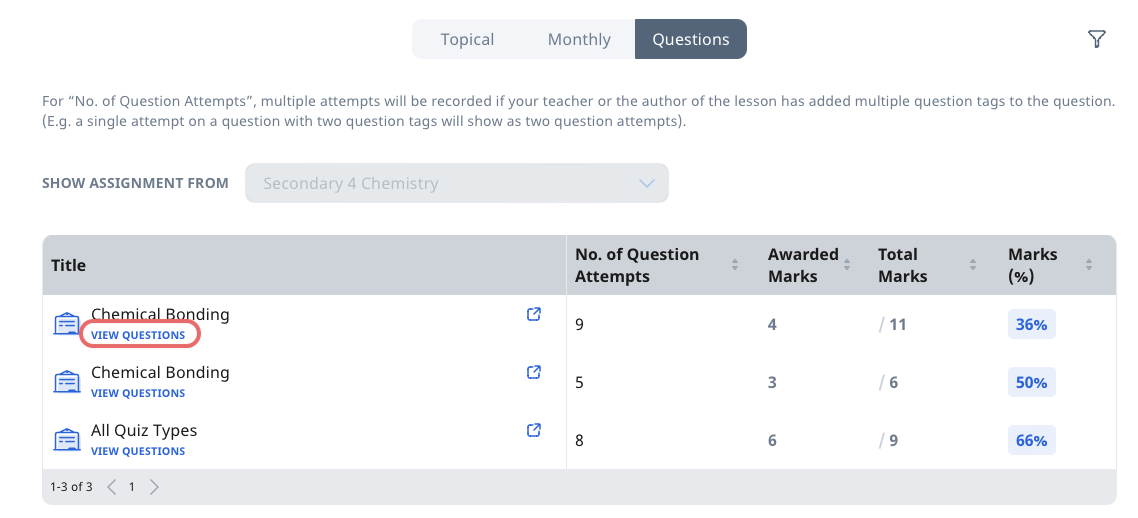 Topical Monthly Questions
For “No. of Question Attempts”, multiple attempts will be recorded if your teacher or the author of the lesson has added multiple question tags to the question.
(E.g. a single attempt on a question with two question tags will show as two question attempts).
SHOW ASSIGNMENT FROM Secondary 4 Chemistry
Title
No. of Question
Attempts
Awarded
Marks
Total
Marks
Marks
(%)
Chemical Bonding
VIEW QUESTIONS
9 4 / 11 36%
Chemical Bonding
VIEW QUESTIONS
5 3 / 6 50%
All Quiz Types
VIEW QUESTIONS
8 6 / 9 66%
1-3 of 3 1